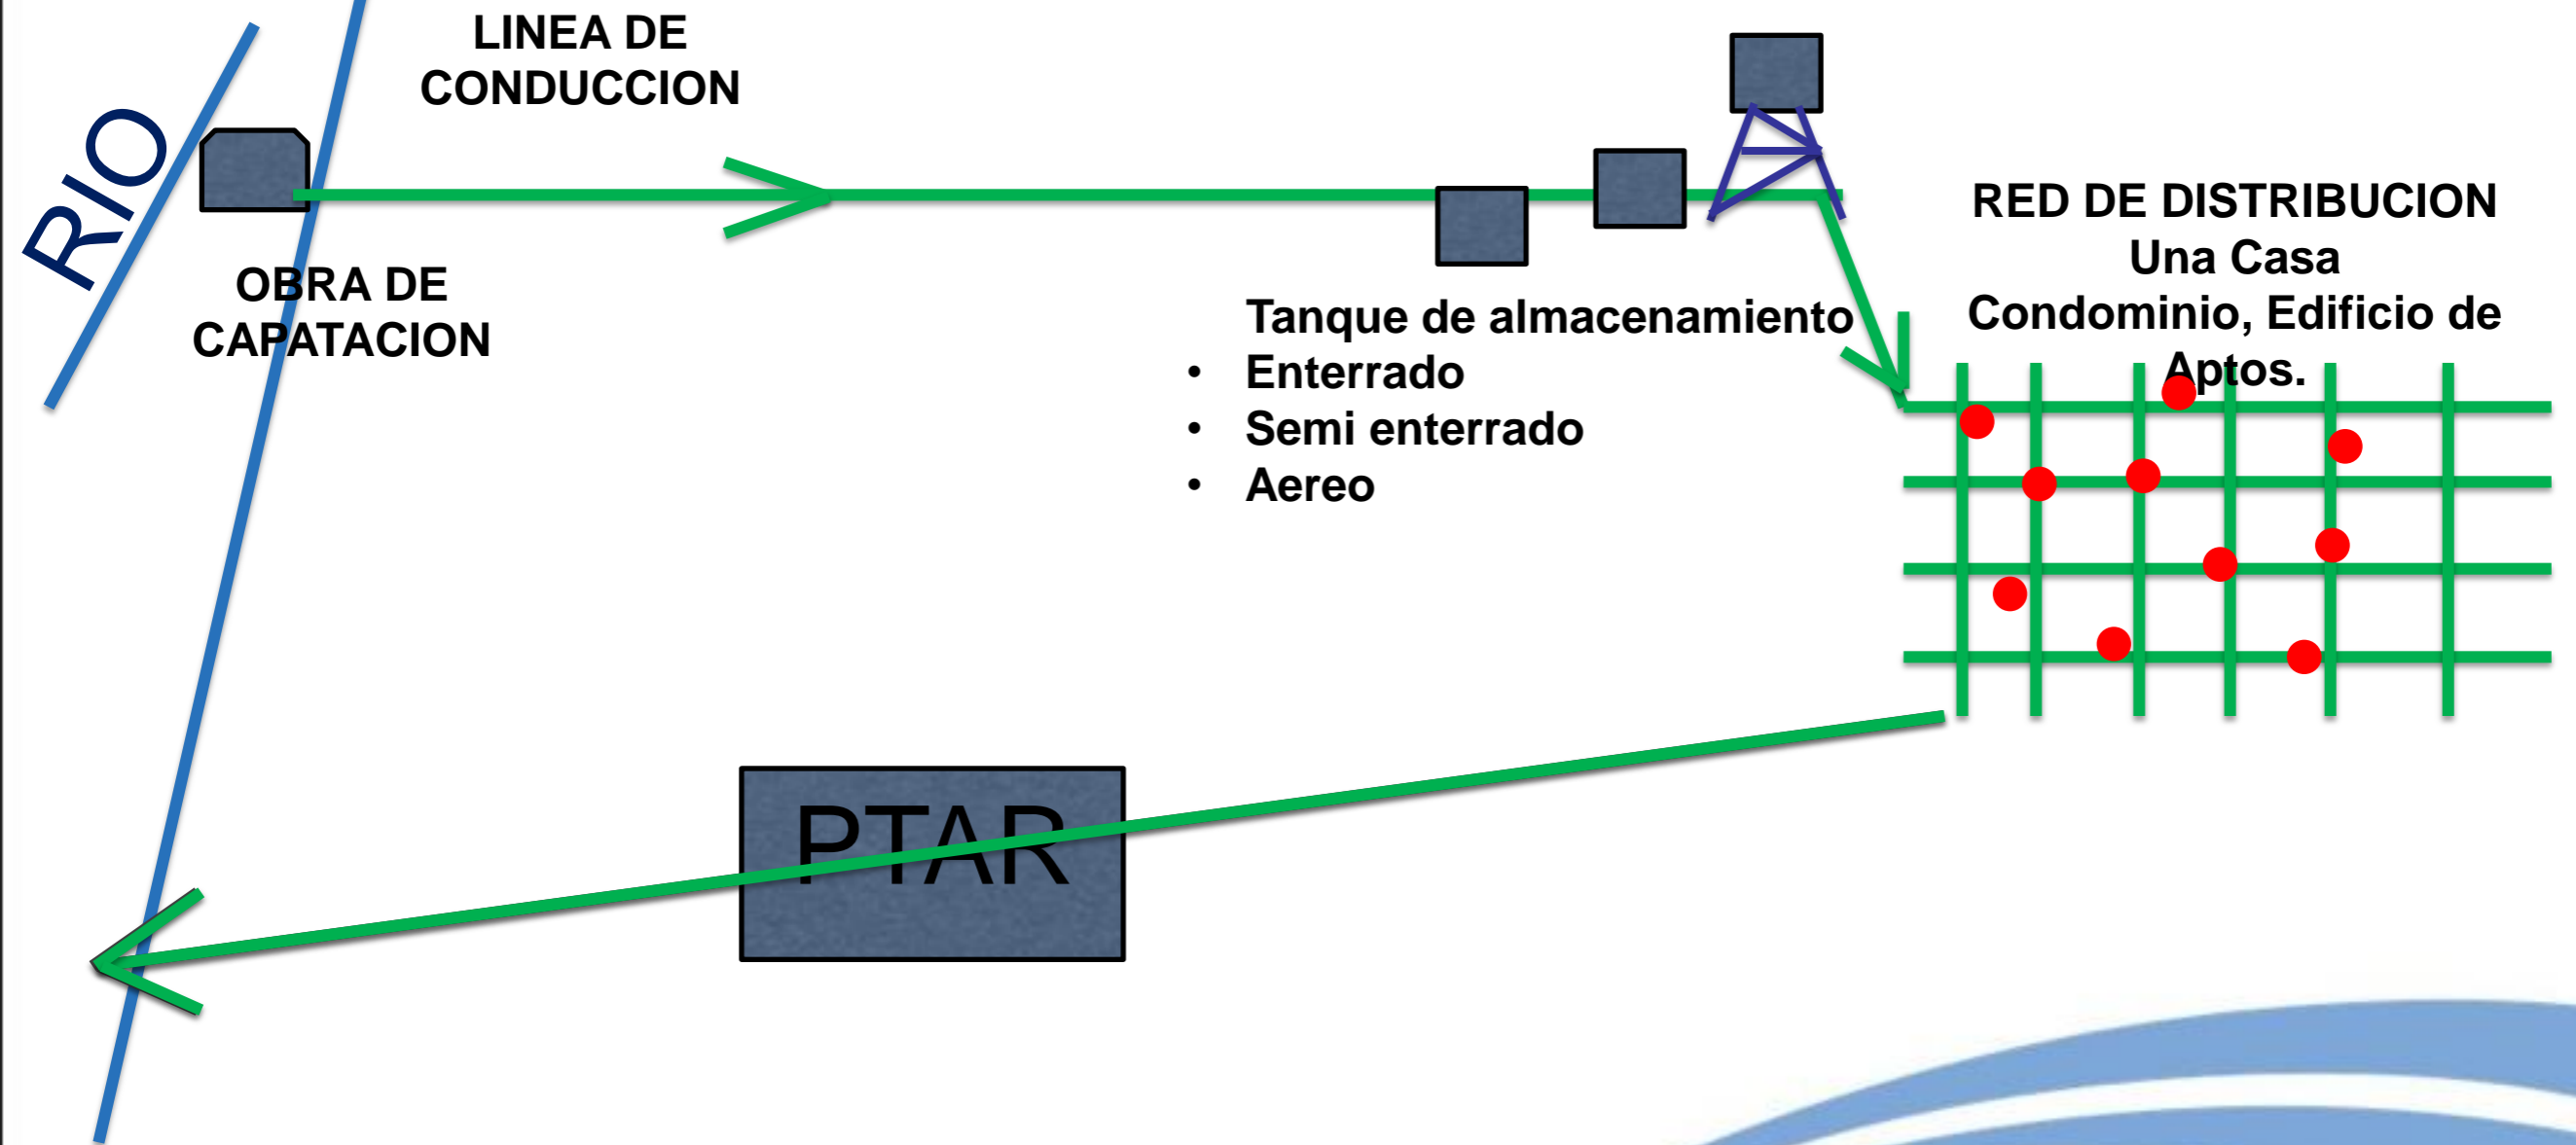 LINEA DE
CONDUCCION
RIO
OBRA DE
CAPATACION
Tanque de almacenamiento
• Enterrado
• Semi enterrado
• Aereo
RED DE DISTRIBUCION
Una Casa
Condominio, Edificio de
Aptos.
PTAR